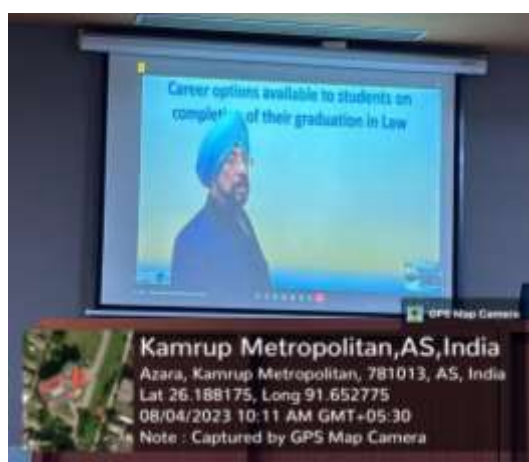 Career options available to students on
completion of their graduation in Law
GPS Map Camera
Kamrup Metropolitan,AS,India
Azara, Kamrup Metropolitan, 781013, AS, India
Lat 26.188175, Long 91.652775
08/04/2023 10:11 AM GMT+05:30
Note : Captured by GPS Map Camera